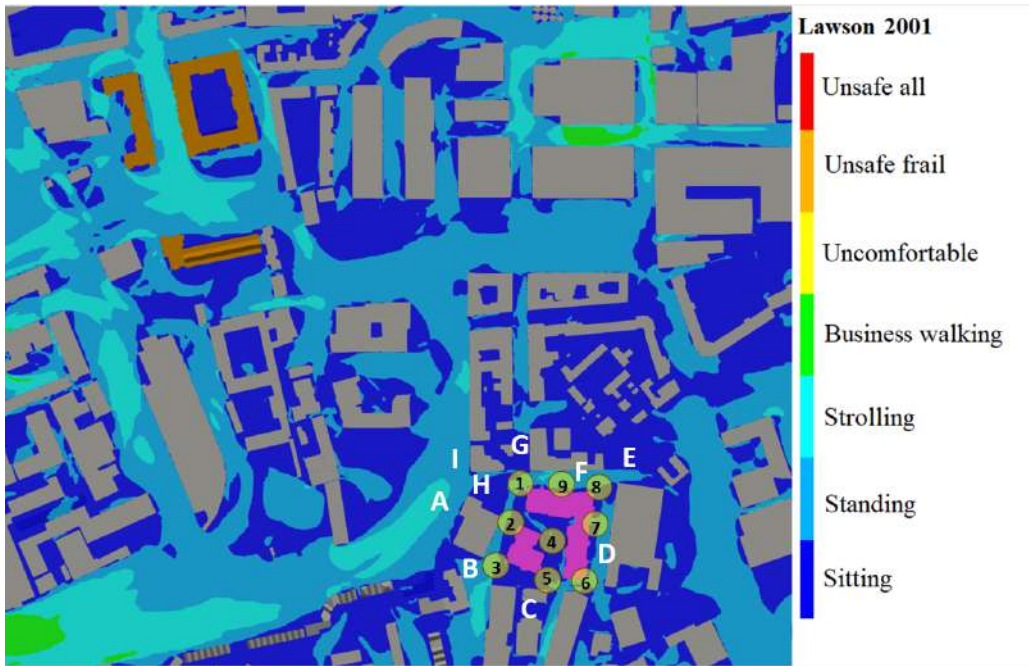 Lawson 2001
Unsafe all
Unsafe frail
Uncomfortable
Business walking
Strolling
Standing
Sitting
G
I
F
E
H
1
9
8
A
2
7
4
D
B
3
5
6
C